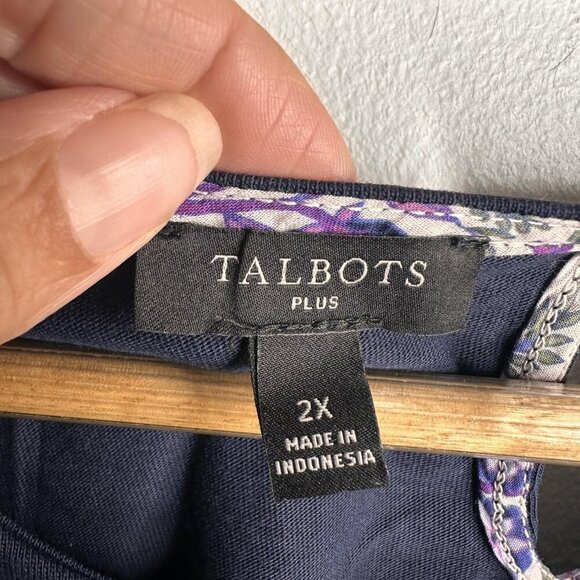 TALBOTS
PLUS
2X
MADE IN
INDONESIA